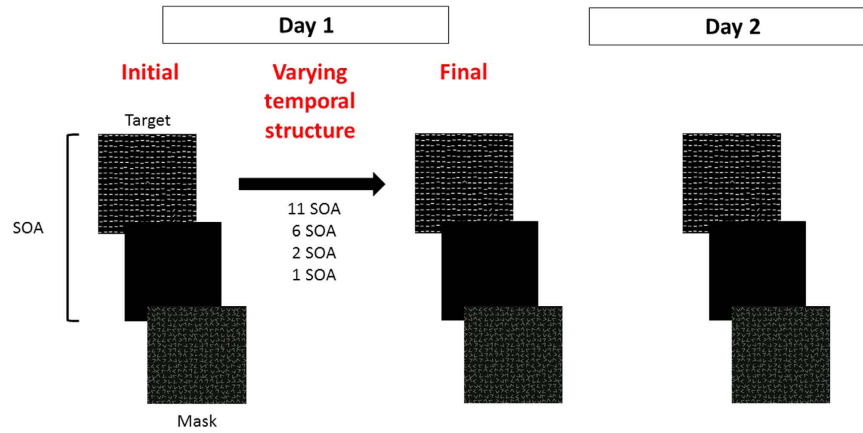 Day 1
Day 2
Initial
Varying
temporal
structure
Final
Target
SOA
11 SOA
6 SOA
2 SOA
1 SOA
Mask